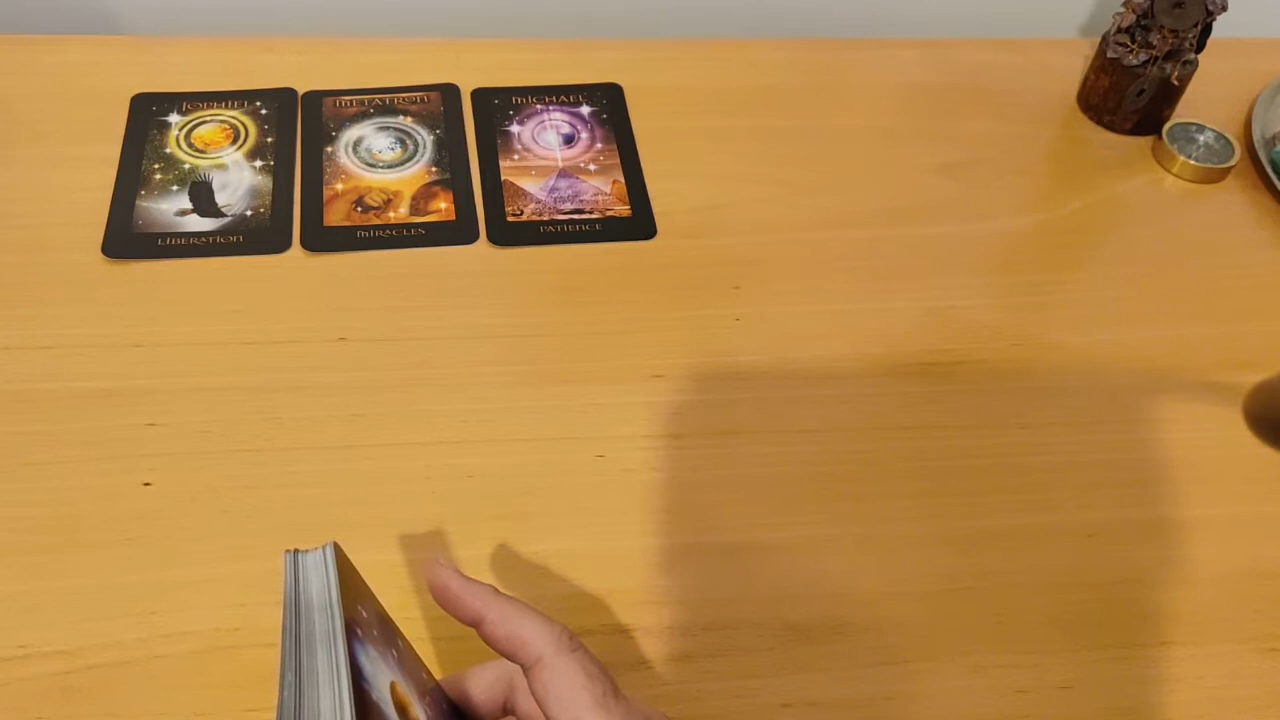 JOPHIEL
LIBERATION
METATRON
MIRACLES
MICHAEL
PATIENCE